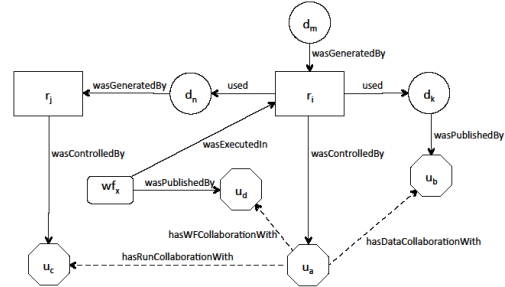 dm
wasGeneratedBy
rj
wasGeneratedBy
dn
used
ri
used
dk
wasExecutedIn
wasPublishedBy
wasControlledBy
wasControlledBy
wfx
wasPublishedBy
ud
ub
hasWFCollaborationWith
hasDataCollaborationWith
uc
hasRunCollaborationWith
ua